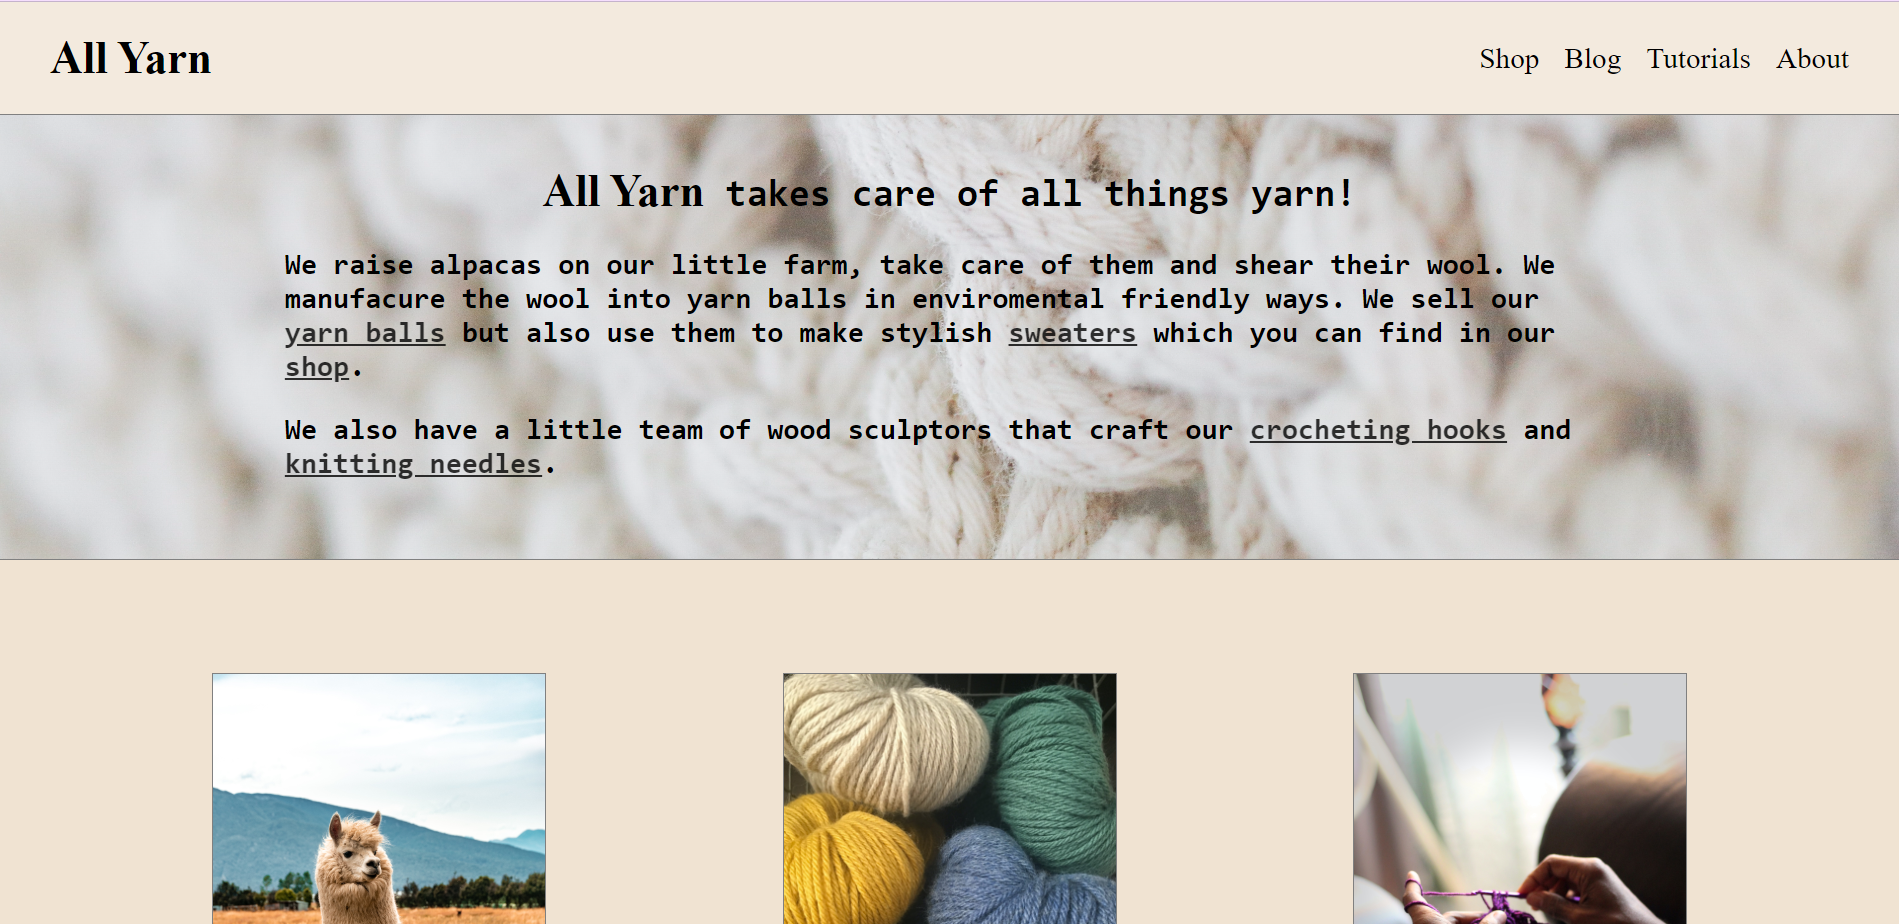 All Yarn
Shop Blog Tutorials About
All Yarn takes care of all things yarn!
We raise alpacas on our little farm, take care of them and shear their wool. We
manufacure the wool into yarn balls in enviromental friendly ways. We sell our
yarn balls but also use them to make stylish sweaters which you can find in our
shop.
We also have a little team of wood sculptors that craft our crocheting hooks and
knitting needles.